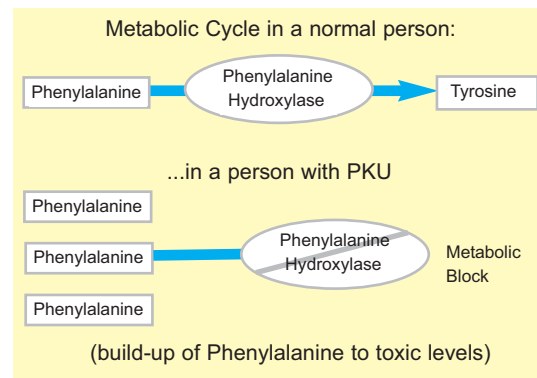 Metabolic Cycle in a normal person:
Phenylalanine
Phenylalanine
Hydroxylase
Tyrosine
...in a person with PKU
Phenylalanine
Phenylalanine
Phenylalanine
Hydroxylase
Metabolic
Block
Phenylalanine
(build-up of Phenylalanine to toxic levels)